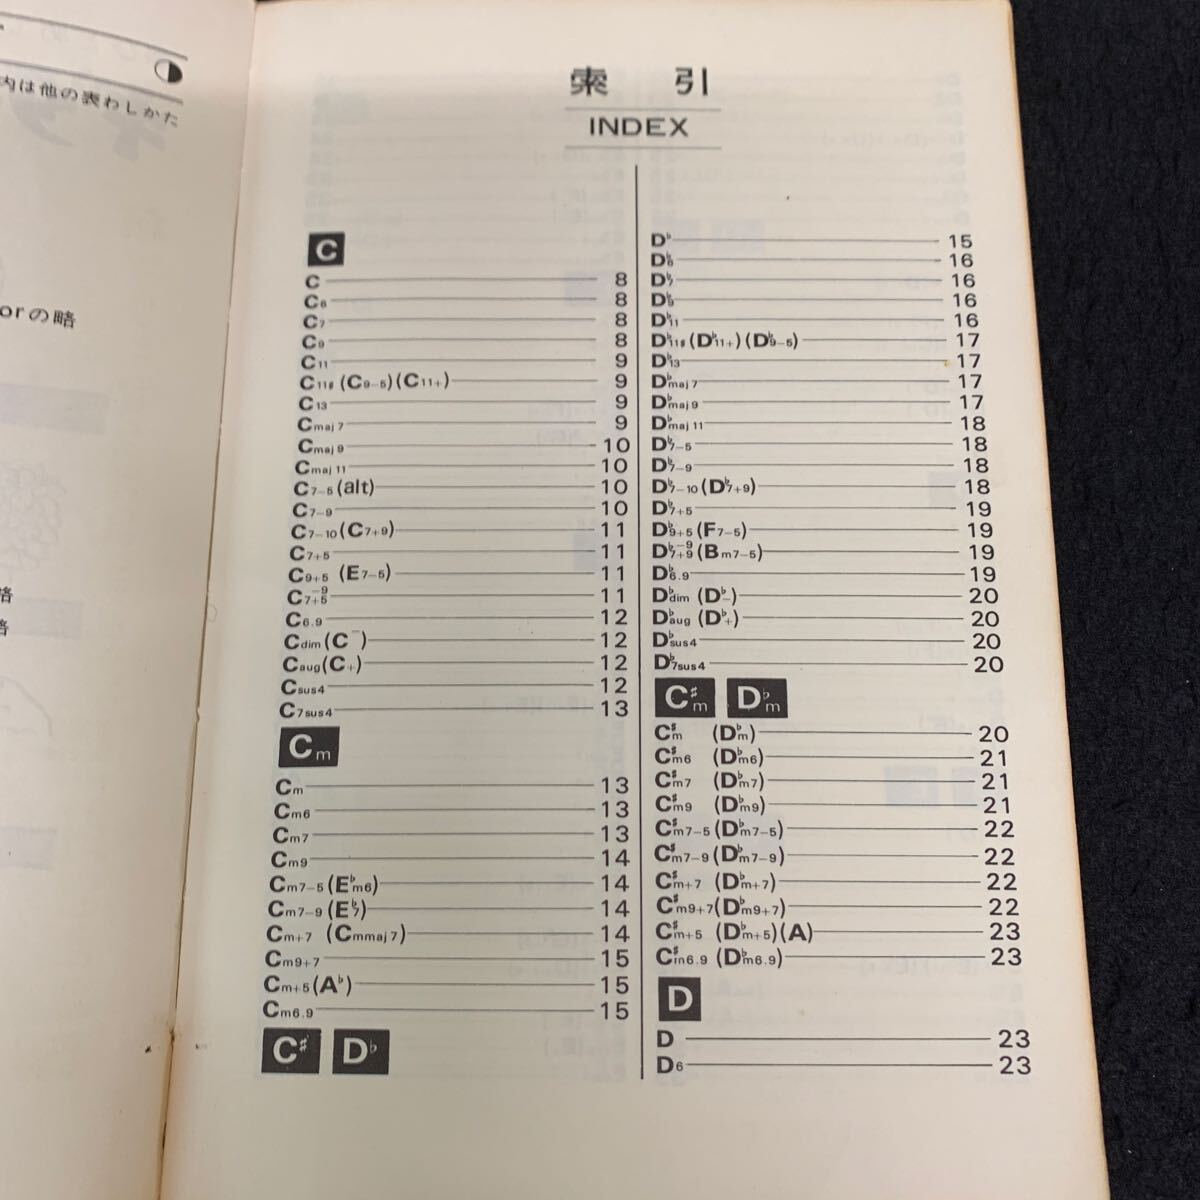 内は他の表わしかた
orの略
略
略
索 引
INDEX
C
C 8
C6 8
C7 8
C9 8
C11 9
C11♯ (C9-5)(C11+) 9
C13 9
Cmaj7 9
Cmaj9 10
Cmaj11 10
C7-5(alt) 10
C7-9 10
C7-10(C7+9) 11
C7+5 11
C9+5 (E7-5) 11
C7+5-9 11
C6.9 12
Cdim(C−) 12
Caug(C+) 12
Csus4 12
C7sus4 13
Cm
Cm 13
Cm6 13
Cm7 13
Cm9 14
Cm7-5(E♭m6) 14
Cm7-9(E♭7) 14
Cm+7 (Cmmaj7) 14
Cm9+7 15
Cm+5(A♭) 15
Cm6.9 15
C♯ D♭
D♭ 15
D♭6 16
D♭7 16
D♭9 16
D♭11 16
D♭11♯(D♭11+)(D♭9-5) 17
D♭13 17
D♭maj7 17
D♭maj9 17
D♭maj11 18
D♭7-5 18
D♭7-9 18
D♭7-10(D♭7+9) 18
D♭7+5 19
D♭9+5(F7-5) 19
D♭7+9-9(Bm7-5) 19
D♭6.9 19
D♭dim (D♭−) 20
D♭aug (D♭+) 20
D♭sus4 20
D♭7sus4 20
C♯m D♭m
C♯m (D♭m) 20
C♯m6 (D♭m6) 21
C♯m7 (D♭m7) 21
C♯m9 (D♭m9) 21
C♯m7-5(D♭m7-5) 22
C♯m7-9(D♭m7-9) 22
C♯m+7 (D♭m+7) 22
C♯m9+7(D♭m9+7) 22
C♯m+5 (D♭m+5)(A) 23
C♯m6.9 (D♭m6.9) 23
D
D 23
D6 23